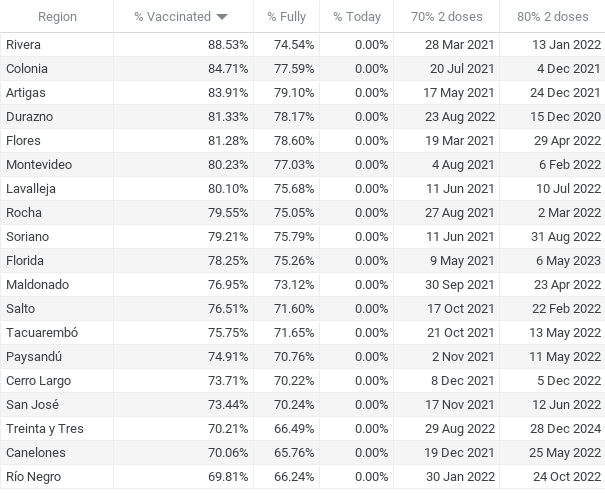 Region % Vaccinated % Fully % Today 70% 2 doses 80% 2 doses
Rivera 88.53% 74.54% 0.00% 28 Mar 2021 13 Jan 2022
Colonia 84.71% 77.59% 0.00% 20 Jul 2021 4 Dec 2021
Artigas 83.91% 79.10% 0.00% 17 May 2021 24 Dec 2021
Durazno 81.33% 78.17% 0.00% 23 Aug 2022 15 Dec 2020
Flores 81.28% 78.60% 0.00% 19 Mar 2021 29 Apr 2022
Montevideo 80.23% 77.03% 0.00% 4 Aug 2021 6 Feb 2022
Lavalleja 80.10% 75.68% 0.00% 11 Jun 2021 10 Jul 2022
Rocha 79.55% 75.05% 0.00% 27 Aug 2021 2 Mar 2022
Soriano 79.21% 75.79% 0.00% 11 Jun 2021 31 Aug 2022
Florida 78.25% 75.26% 0.00% 9 May 2021 6 May 2023
Maldonado 76.95% 73.12% 0.00% 30 Sep 2021 23 Apr 2022
Salto 76.51% 71.60% 0.00% 17 Oct 2021 22 Feb 2022
Tacuarembó 75.75% 71.65% 0.00% 21 Oct 2021 13 May 2022
Paysandú 74.91% 70.76% 0.00% 2 Nov 2021 11 May 2022
Cerro Largo 73.71% 70.22% 0.00% 8 Dec 2021 5 Dec 2022
San José 73.44% 70.24% 0.00% 17 Nov 2021 12 Jun 2022
Treinta y Tres 70.21% 66.49% 0.00% 29 Aug 2022 28 Dec 2024
Canelones 70.06% 65.76% 0.00% 19 Dec 2021 25 May 2022
Río Negro 69.81% 66.24% 0.00% 30 Jan 2022 24 Oct 2022